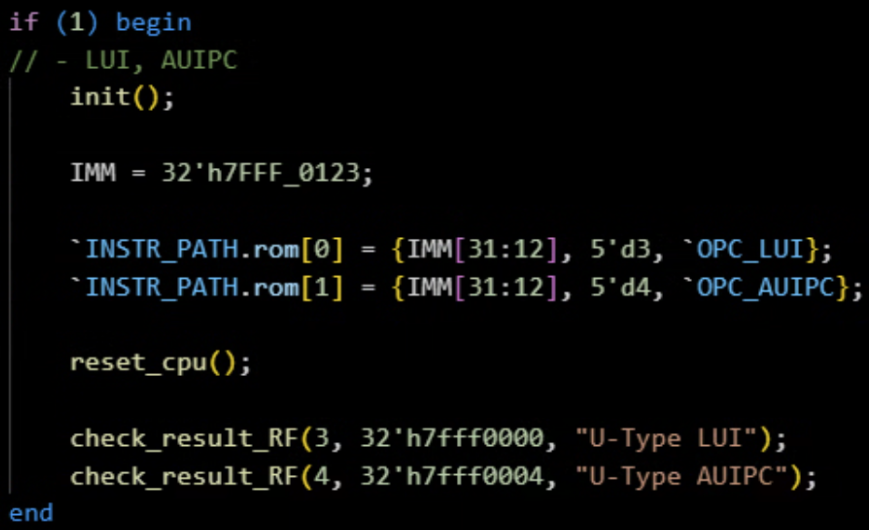 if (1) begin
// - LUI, AUIPC
init();
IMM = 32'h7FFF_0123;
`INSTR_PATH.rom[0] = {IMM[31:12], 5'd3, `OPC_LUI};
`INSTR_PATH.rom[1] = {IMM[31:12], 5'd4, `OPC_AUIPC};
reset_cpu();
check_result_RF(3, 32'h7fff0000, "U-Type LUI");
check_result_RF(4, 32'h7fff0004, "U-Type AUIPC");
end